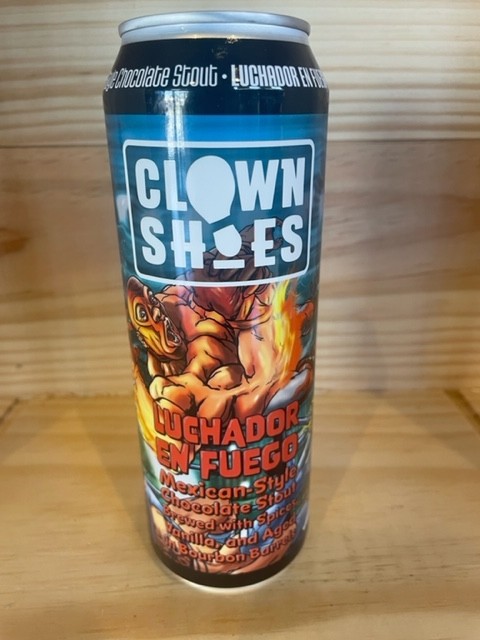 Chocolate Stout • LUCHADOR EN
CLOWN
SHOES
LUCHADOR
EN FUEGO
Mexican-Style
Chocolate Stout
Brewed with Spices,
Vanilla, and Aged
in Bourbon Barrels